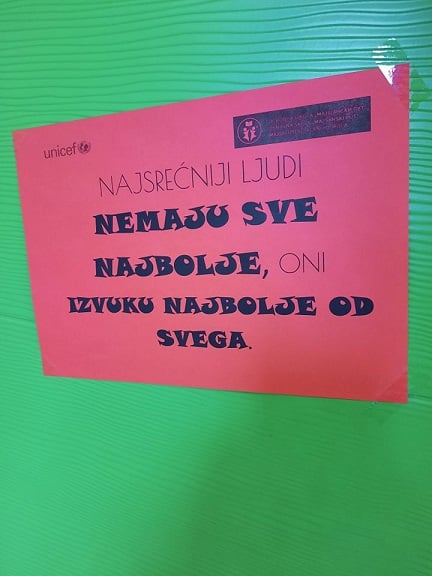 unicef
NAJSREĆNIJI LJUDI
NEMAJU SVE
NAJBOLJE, ONI
IZVUKU NAJBOLJE OD
SVEGA.